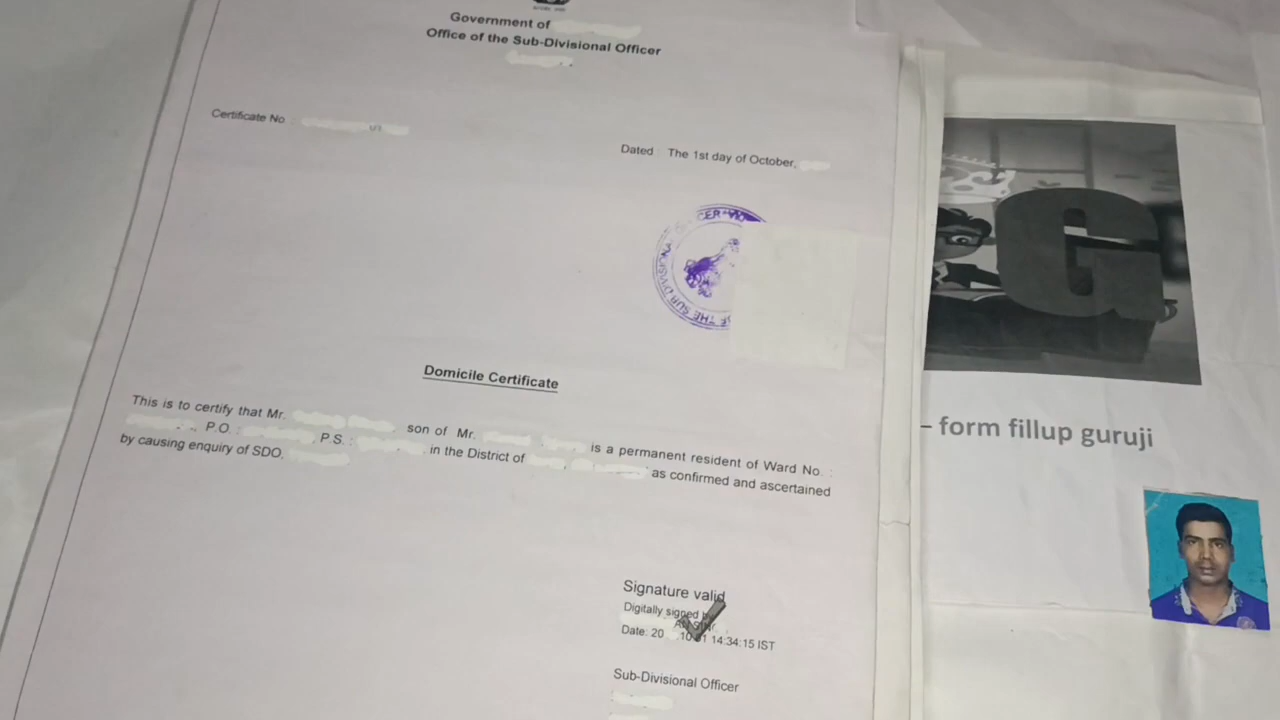 Government of
Office of the Sub-Divisional Officer
Certificate No. :
Dated : The 1st day of October,
Domicile Certificate
This is to certify that Mr. son of Mr. is a permanent resident of Ward No. :
P.O. : P.S. : in the District of as confirmed and ascertained
by causing enquiry of SDO,
Signature valid
Digitally signed
Date: 20 14:34:15 IST
Sub-Divisional Officer
G
– form fillup guruji